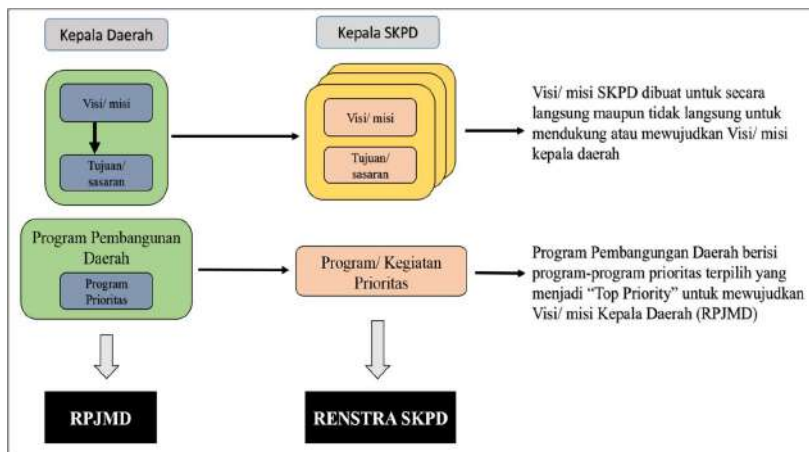 Kepala Daerah
Kepala SKPD
Visi/ misi
Tujuan/
sasaran
Visi/ misi
Tujuan/
sasaran
Visi/ misi SKPD dibuat untuk secara
langsung maupun tidak langsung untuk
mendukung atau mewujudkan Visi/ misi
kepala daerah
Program Pembangunan
Daerah
Program
Prioritas
Program/ Kegiatan
Prioritas
Program Pembangungan Daerah berisi
program-program prioritas terpilih yang
menjadi “Top Priority” untuk mewujudkan
Visi/ misi Kepala Daerah (RPJMD)
RPJMD
RENSTRA SKPD